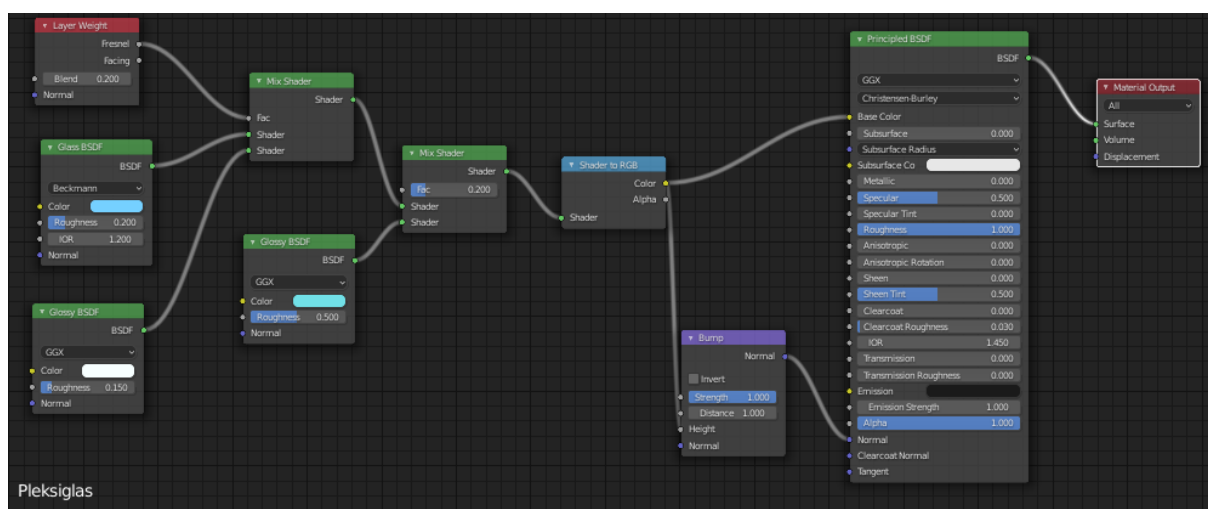 Layer Weight
Fresnel
Facing
Blend 0.200
Normal
Glass BSDF
BSDF
Beckmann
Color
Roughness 0.200
IOR 1.200
Normal
Glossy BSDF
BSDF
GGX
Color
Roughness 0.150
Normal
Mix Shader
Shader
Fac
Shader
Shader
Glossy BSDF
BSDF
GGX
Color
Roughness 0.500
Normal
Mix Shader
Shader
Fac 0.200
Shader
Shader
Shader to RGB
Color
Alpha
Shader
Bump
Normal
Invert
Strength 1.000
Distance 1.000
Height
Normal
Principled BSDF
BSDF
GGX
Christensen-Burley
Base Color
Subsurface 0.000
Subsurface Radius
Subsurface Co
Metallic 0.000
Specular 0.500
Specular Tint 0.000
Roughness 1.000
Anisotropic 0.000
Anisotropic Rotation 0.000
Sheen 0.000
Sheen Tint 0.500
Clearcoat 0.000
Clearcoat Roughness 0.030
IOR 1.450
Transmission 0.000
Transmission Roughness 0.000
Emission
Emission Strength 1.000
Alpha 1.000
Normal
Clearcoat Normal
Tangent
Material Output
All
Surface
Volume
Displacement
Pleksiglas